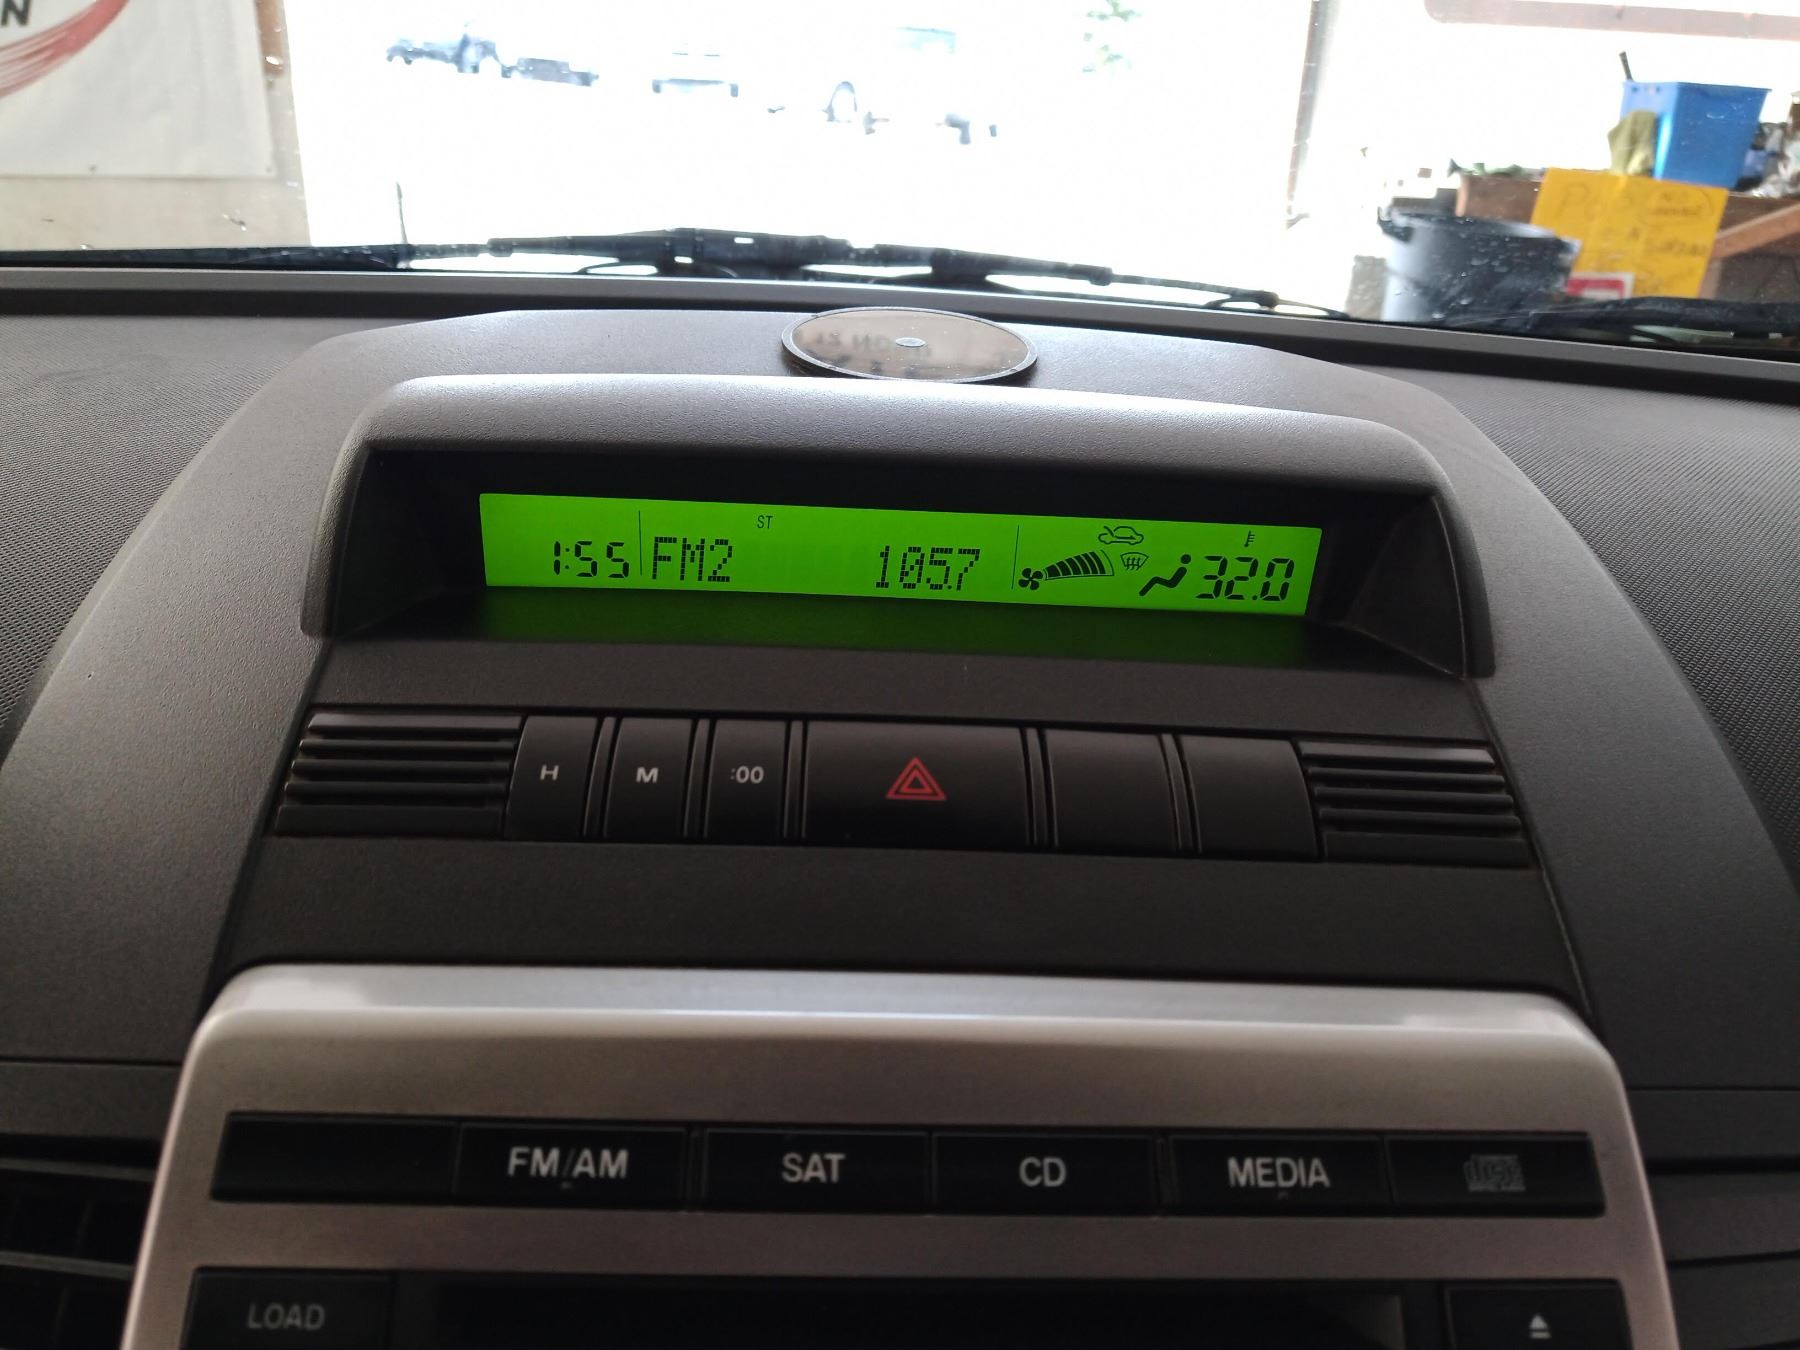 N
ST
1:55 FM2 105.7 32.0
H M :00
FM/AM SAT CD MEDIA
LOAD